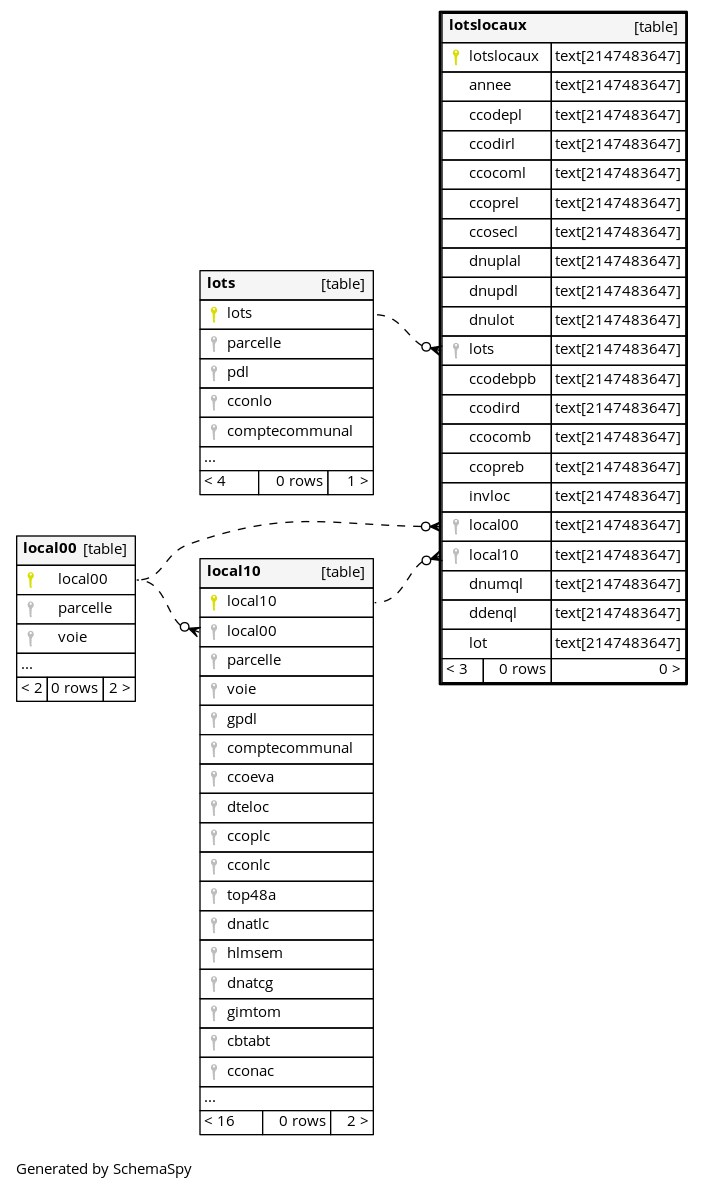 lotslocaux [table]
lotslocaux text[2147483647]
annee text[2147483647]
ccodepl text[2147483647]
ccodirl text[2147483647]
ccocoml text[2147483647]
ccoprel text[2147483647]
ccosecl text[2147483647]
dnuplal text[2147483647]
dnupdl text[2147483647]
dnulot text[2147483647]
lots text[2147483647]
ccodebpb text[2147483647]
ccodird text[2147483647]
ccocomb text[2147483647]
ccopreb text[2147483647]
invloc text[2147483647]
local00 text[2147483647]
local10 text[2147483647]
dnumql text[2147483647]
ddenql text[2147483647]
lot text[2147483647]
< 3 0 rows 0 >
lots [table]
lots
parcelle
pdl
cconlo
comptecommunal
...
< 4 0 rows 1 >
local00 [table]
local00
parcelle
voie
...
< 2 0 rows 2 >
local10 [table]
local10
local00
parcelle
voie
gpdl
comptecommunal
ccoeva
dteloc
ccoplc
cconlc
top48a
dnatlc
hlmsem
dnatcg
gimtom
cbtabt
cconac
...
< 16 0 rows 2 >
Generated by SchemaSpy